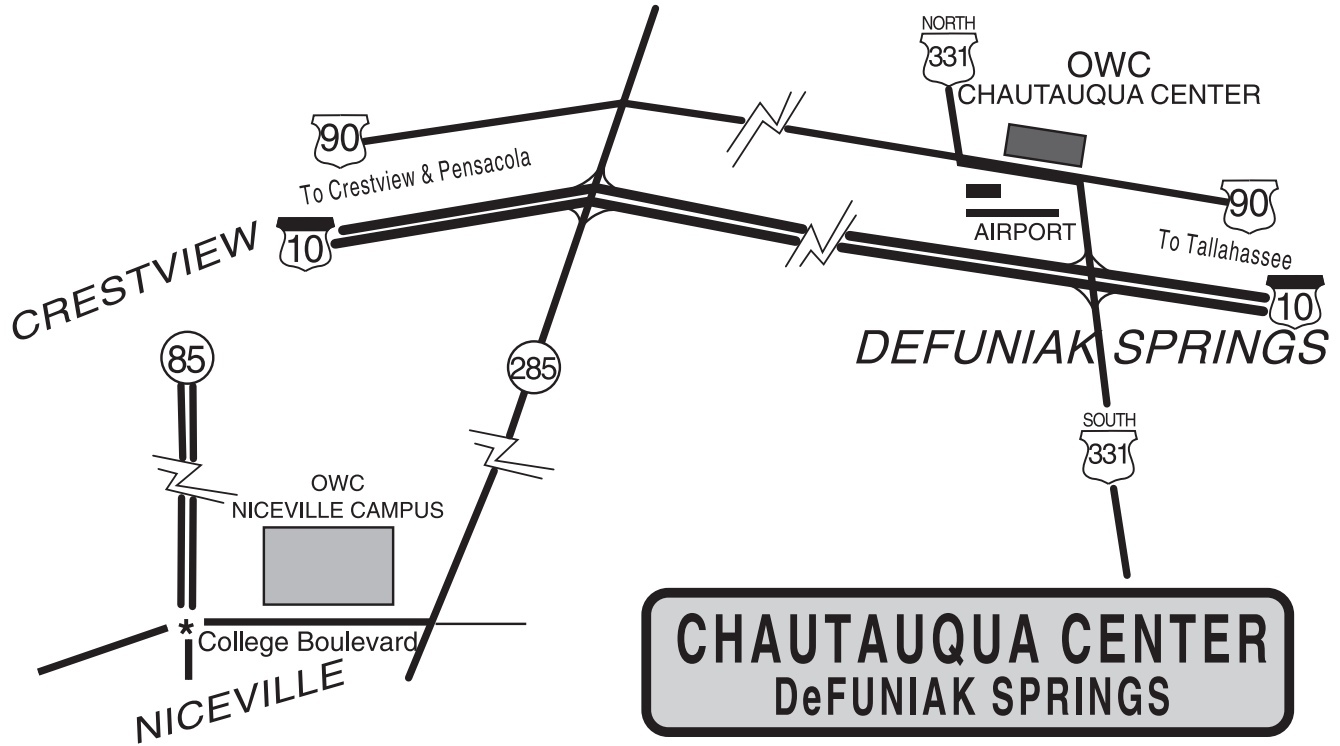 NORTH
331
OWC
CHAUTAUQUA CENTER
90
To Crestview & Pensacola
90
AIRPORT
To Tallahassee
10
CRESTVIEW
10
DEFUNIAK SPRINGS
85
285
SOUTH
331
OWC
NICEVILLE CAMPUS
*
College Boulevard
NICEVILLE
CHAUTAUQUA CENTER
DeFUNIAK SPRINGS